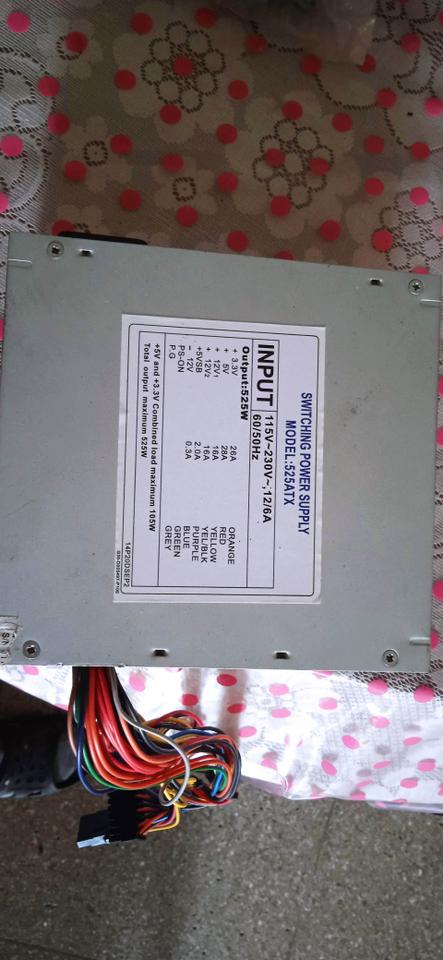 SWITCHING POWER SUPPLY
MODEL:525ATX
INPUT 115V~230V~,12/6A
60/50Hz
Output:525W
+ 3.3V 26A ORANGE
+ 5V 28A RED
+ 12V1 16A YELLOW
+ 12V2 16A YEL/BLK
+5VSB 2.0A PURPLE
- 12V 0.3A BLUE
PS-ON GREEN
P.G GREY
+5V and +3.3V Combined load maximum 105W
Total output maximum 525W
14P20DSEP2